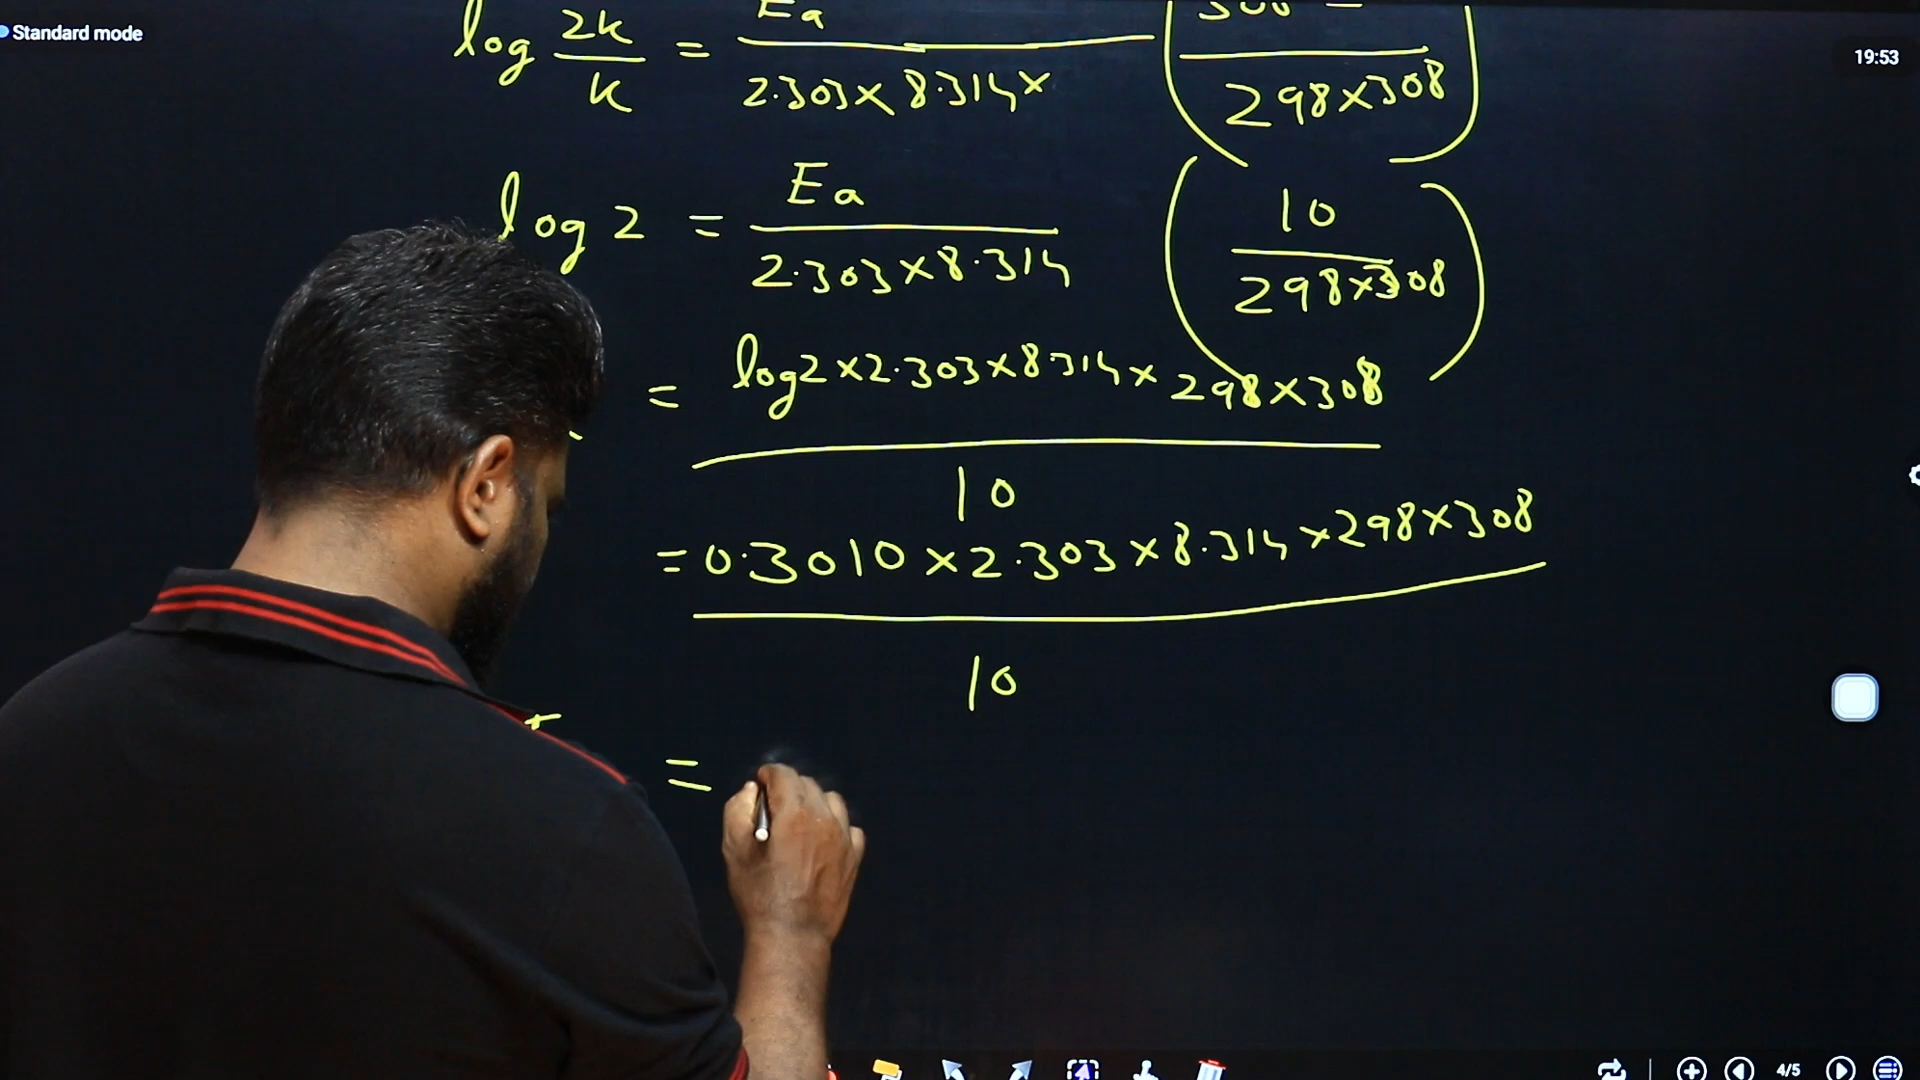 Standard mode
19:53
log 2k/k = Ea/2.303×8.314× ( /298×308)
log 2 = Ea/2.303×8.314 (10/298×308)
= log2×2.303×8.314×298×308
10
= 0.3010×2.303×8.314×298×308
10
=
4/5